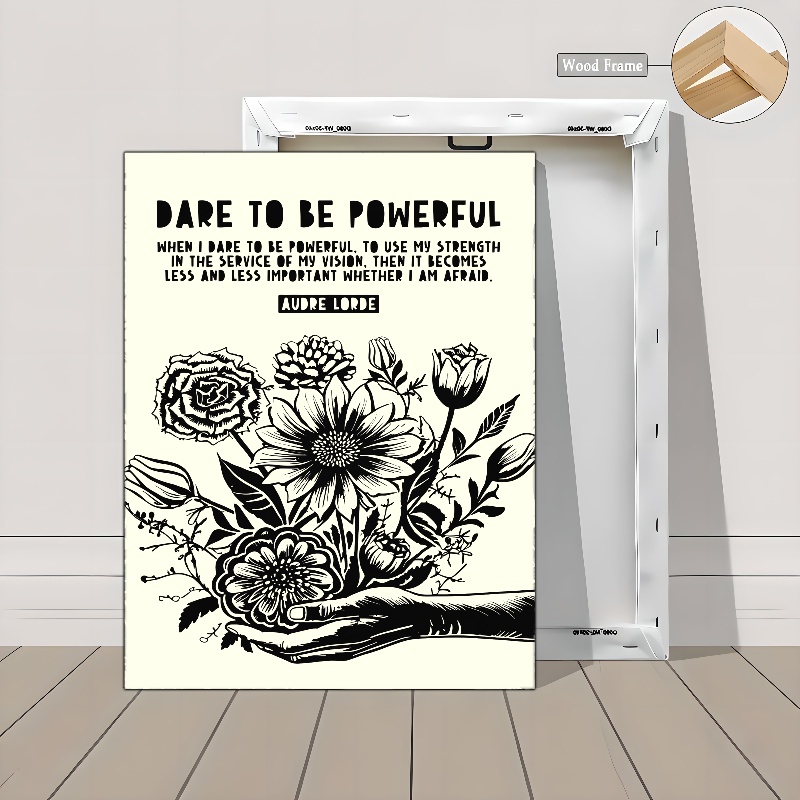 Wood Frame
DARE TO BE POWERFUL
WHEN I DARE TO BE POWERFUL, TO USE MY STRENGTH
IN THE SERVICE OF MY VISION, THEN IT BECOMES
LESS AND LESS IMPORTANT WHETHER I AM AFRAID.
AUDRE LORDE